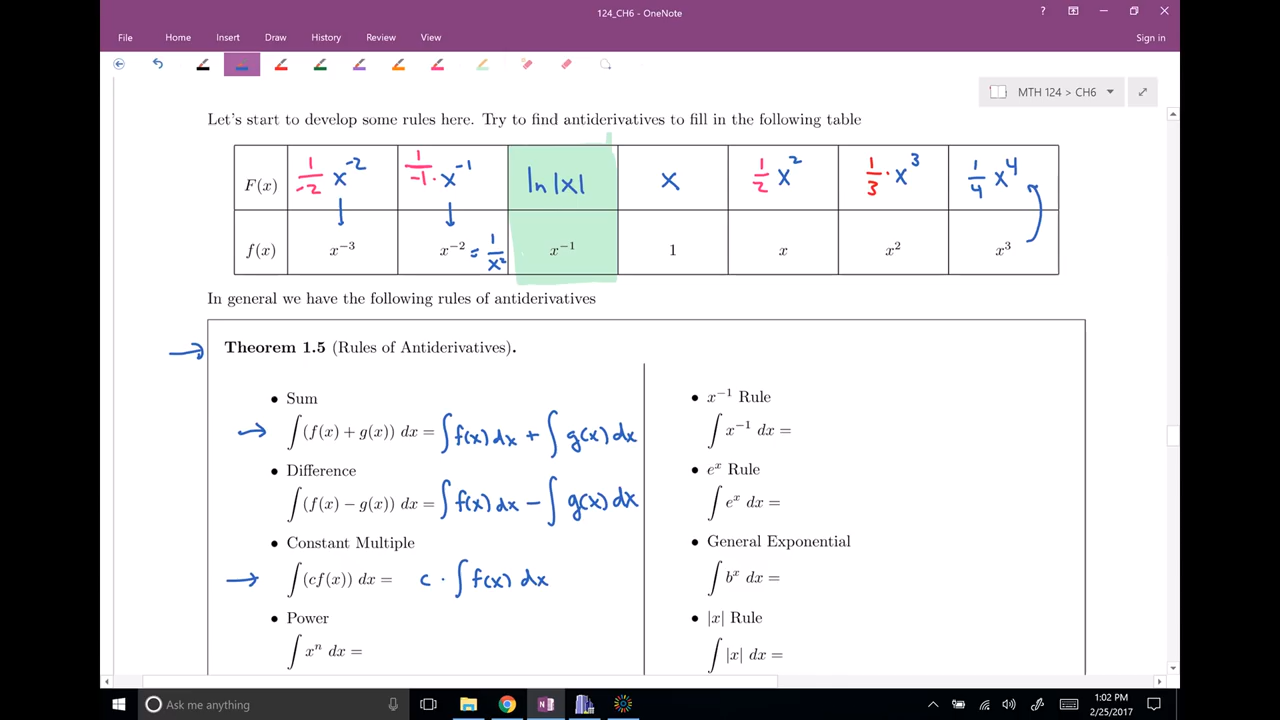 124_CH6 - OneNote
File Home Insert Draw History Review View Sign in
MTH 124 > CH6
Let's start to develop some rules here. Try to find antiderivatives to fill in the following table
F(x) 1/-2 x^-2 1/-1 · x^-1 ln|x| x 1/2 x^2 1/3 · x^3 1/4 x^4
f(x) x^-3 x^-2 = 1/x^2 x^-1 1 x x^2 x^3
In general we have the following rules of antiderivatives
→ Theorem 1.5 (Rules of Antiderivatives).
• Sum
→ ∫(f(x) + g(x)) dx = ∫f(x) dx + ∫g(x) dx
• Difference
∫(f(x) − g(x)) dx = ∫f(x) dx − ∫g(x) dx
• Constant Multiple
→ ∫(cf(x)) dx = c · ∫f(x) dx
• Power
∫x^n dx =
• x^-1 Rule
∫x^-1 dx =
• e^x Rule
∫e^x dx =
• General Exponential
∫b^x dx =
• |x| Rule
∫|x| dx =
Ask me anything
1:02 PM
2/25/2017